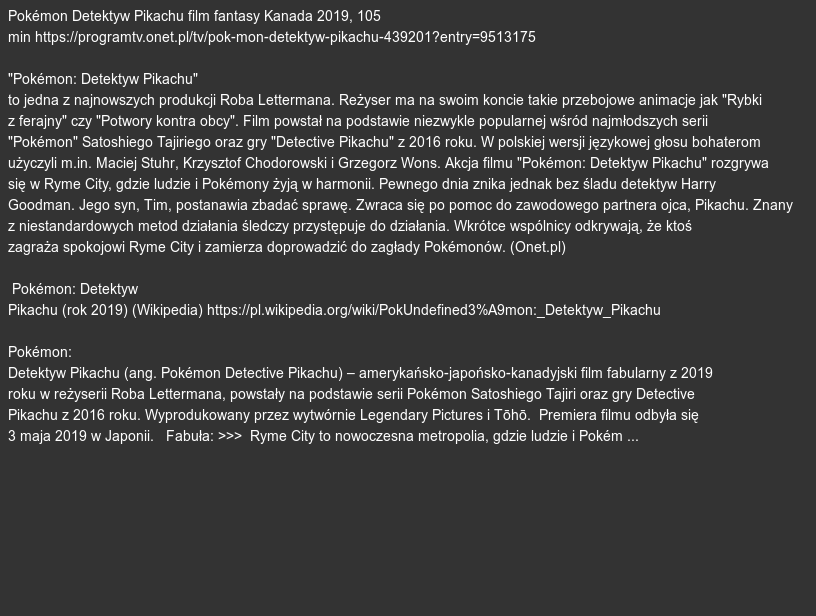 Pokémon Detektyw Pikachu film fantasy Kanada 2019, 105
min https://programtv.onet.pl/tv/pok-mon-detektyw-pikachu-439201?entry=9513175
"Pokémon: Detektyw Pikachu"
to jedna z najnowszych produkcji Roba Lettermana. Reżyser ma na swoim koncie takie przebojowe animacje jak "Rybki
z ferajny" czy "Potwory kontra obcy". Film powstał na podstawie niezwykle popularnej wśród najmłodszych serii
"Pokémon" Satoshiego Tajiriego oraz gry "Detective Pikachu" z 2016 roku. W polskiej wersji językowej głosu bohaterom
użyczyli m.in. Maciej Stuhr, Krzysztof Chodorowski i Grzegorz Wons. Akcja filmu "Pokémon: Detektyw Pikachu" rozgrywa
się w Ryme City, gdzie ludzie i Pokémony żyją w harmonii. Pewnego dnia znika jednak bez śladu detektyw Harry
Goodman. Jego syn, Tim, postanawia zbadać sprawę. Zwraca się po pomoc do zawodowego partnera ojca, Pikachu. Znany
z niestandardowych metod działania śledczy przystępuje do działania. Wkrótce wspólnicy odkrywają, że ktoś
zagraża spokojowi Ryme City i zamierza doprowadzić do zagłady Pokémonów. (Onet.pl)
Pokémon: Detektyw
Pikachu (rok 2019) (Wikipedia) https://pl.wikipedia.org/wiki/PokUndefined3%A9mon:_Detektyw_Pikachu
Pokémon:
Detektyw Pikachu (ang. Pokémon Detective Pikachu) – amerykańsko-japońsko-kanadyjski film fabularny z 2019
roku w reżyserii Roba Lettermana, powstały na podstawie serii Pokémon Satoshiego Tajiri oraz gry Detective
Pikachu z 2016 roku. Wyprodukowany przez wytwórnie Legendary Pictures i Tōhō.  Premiera filmu odbyła się
3 maja 2019 w Japonii.   Fabuła: >>>  Ryme City to nowoczesna metropolia, gdzie ludzie i Pokém ...